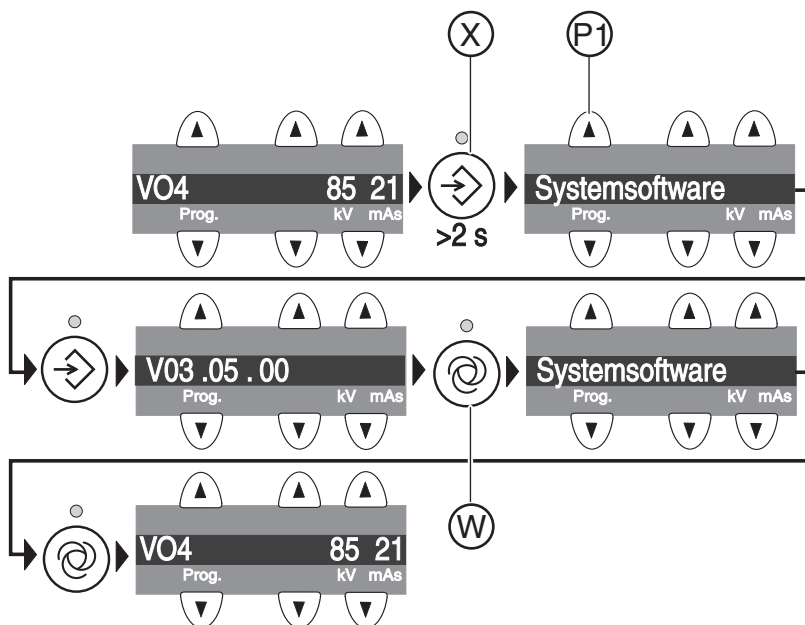 X P1
VO4 85 21
Prog. kV mAs
>2 s
Systemsoftware
Prog. kV mAs
V03 .05 . 00
Prog. kV mAs
Systemsoftware
Prog. kV mAs
W
VO4 85 21
Prog. kV mAs